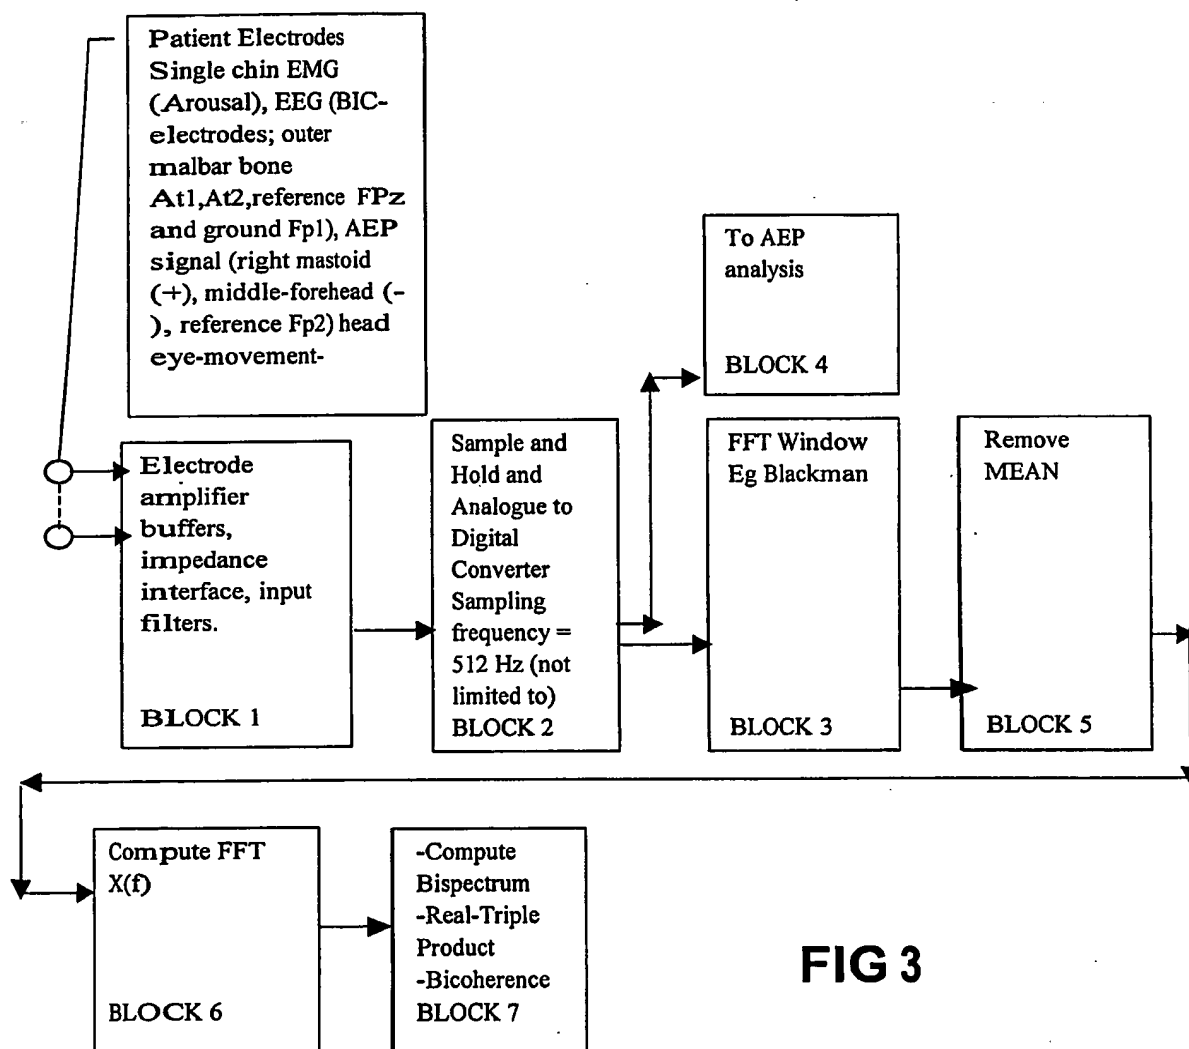 Patient Electrodes
Single chin EMG
(Arousal), EEG (BIC-
electrodes; outer
malbar bone
At1,At2,reference FPz
and ground Fp1), AEP
signal (right mastoid
(+), middle-forehead (-
), reference Fp2) head
eye-movement-
To AEP
analysis
BLOCK 4
Electrode
amplifier
buffers,
impedance
interface, input
filters.
BLOCK 1
Sample and
Hold and
Analogue to
Digital
Converter
Sampling
frequency =
512 Hz (not
limited to)
BLOCK 2
FFT Window
Eg Blackman
BLOCK 3
Remove
MEAN
BLOCK 5
Compute FFT
X(f)
BLOCK 6
-Compute
Bispectrum
-Real-Triple
Product
-Bicoherence
BLOCK 7
FIG 3